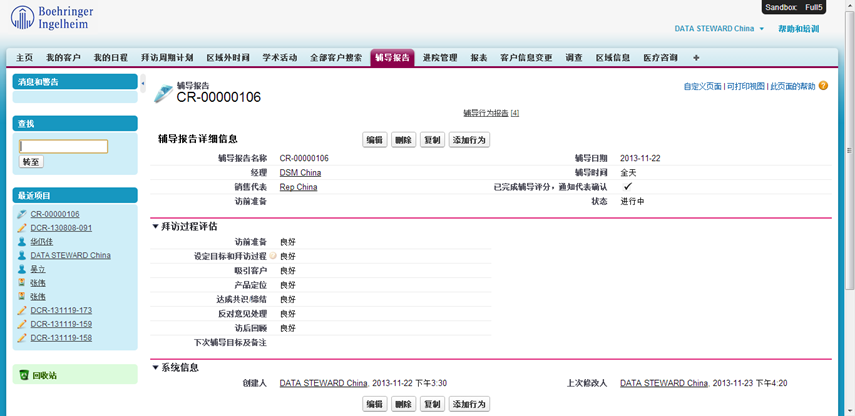 Boehringer
Ingelheim
Sandbox: Full5
DATA STEWARD China 帮助和培训
主页 我的客户 我的日程 拜访周期计划 区域外时间 学术活动 全部客户搜索 辅导报告 进院管理 报表 客户信息变更 调查 区域信息 医疗咨询 +
消息和警告
查找
转至
最近项目
CR-00000106
DCR-130808-091
华仍佳
DATA STEWARD China
吴立
张伟
张伟
DCR-131119-173
DCR-131119-159
DCR-131119-158
回收站
辅导报告
CR-00000106
自定义页面 | 可打印视图 | 此页面的帮助
辅导行为报告 [4]
辅导报告详细信息 编辑 删除 复制 添加行为
辅导报告名称 CR-00000106 辅导日期 2013-11-22
经理 DSM China 辅导时间 全天
销售代表 Rep China 已完成辅导评分，通知代表确认 ✓
访前准备 状态 进行中
拜访过程评估
访前准备 良好
设定目标和拜访过程 良好
吸引客户 良好
产品定位 良好
达成共识/缔结 良好
反对意见处理 良好
访后回顾 良好
下次辅导目标及备注
系统信息
创建人 DATA STEWARD China, 2013-11-22 下午3:30 上次修改人 DATA STEWARD China, 2013-11-23 下午4:20
编辑 删除 复制 添加行为